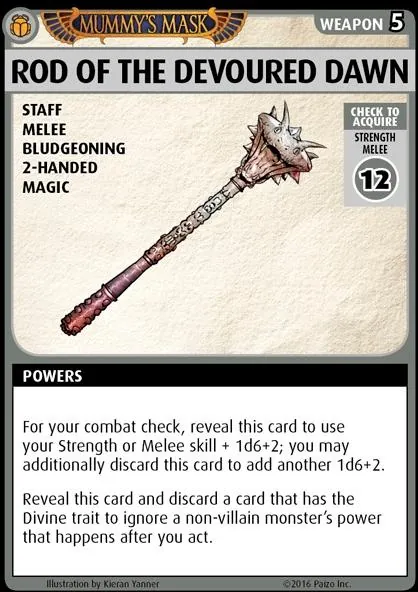 MUMMY'S MASK
WEAPON 5
ROD OF THE DEVOURED DAWN
STAFF
MELEE
BLUDGEONING
2-HANDED
MAGIC
CHECK TO
ACQUIRE
STRENGTH
MELEE
12
POWERS
For your combat check, reveal this card to use
your Strength or Melee skill + 1d6+2; you may
additionally discard this card to add another 1d6+2.
Reveal this card and discard a card that has the
Divine trait to ignore a non-villain monster's power
that happens after you act.
Illustration by Kieran Yanner
©2016 Paizo Inc.